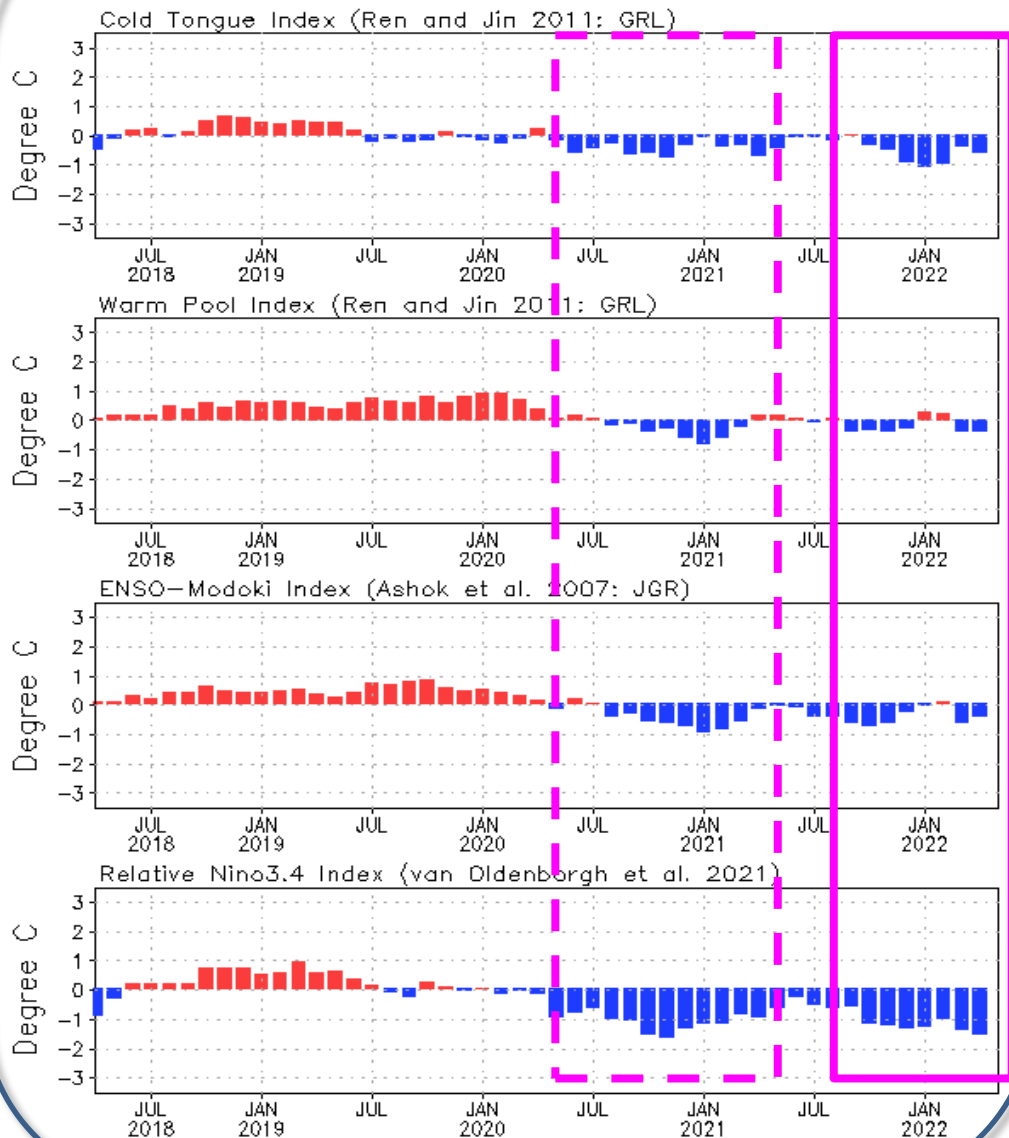 Cold Tongue Index (Ren and Jin 2011: GRL)
Degree C
3
2
1
0
−1
−2
−3
JUL JAN JUL JAN JUL JAN JUL JAN
2018 2019 2020 2021 2022
Warm Pool Index (Ren and Jin 2011: GRL)
Degree C
3
2
1
0
−1
−2
−3
JUL JAN JUL JAN JUL JAN JUL JAN
2018 2019 2020 2021 2022
ENSO−Modoki Index (Ashok et al. 2007: JGR)
Degree C
3
2
1
0
−1
−2
−3
JUL JAN JUL JAN JUL JAN JUL JAN
2018 2019 2020 2021 2022
Relative Nino3.4 Index (van Oldenborgh et al. 2021)
Degree C
3
2
1
0
−1
−2
−3
JUL JAN JUL JAN JUL JAN JUL JAN
2018 2019 2020 2021 2022